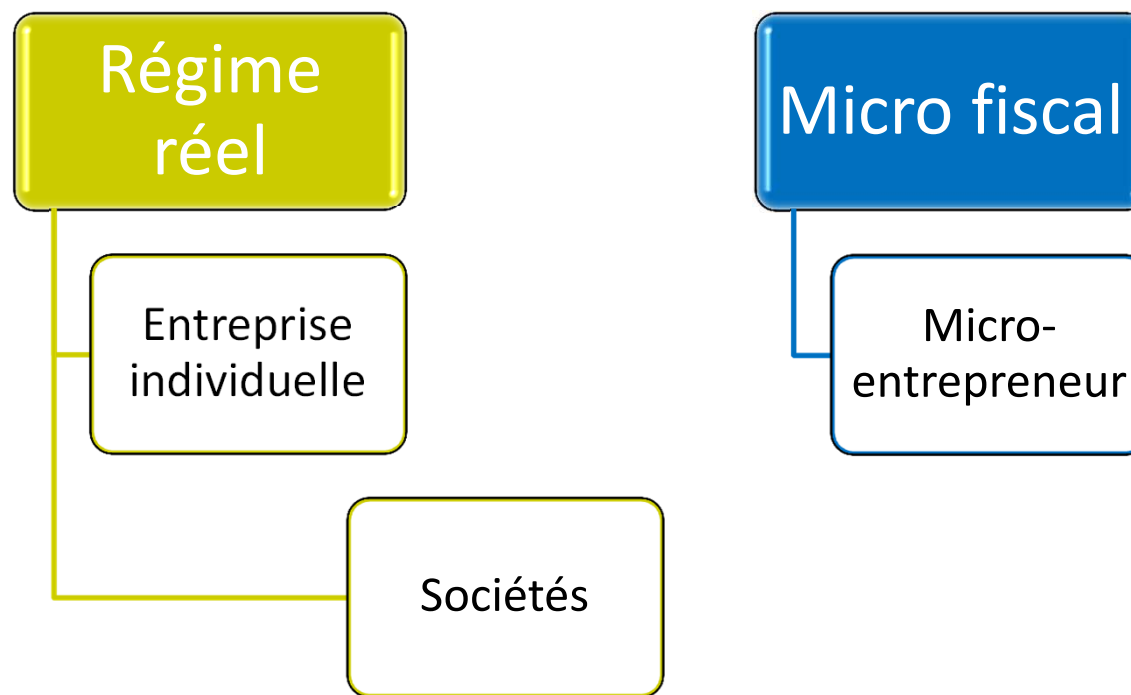 Régime
réel
Entreprise
individuelle
Sociétés
Micro fiscal
Micro-
entrepreneur